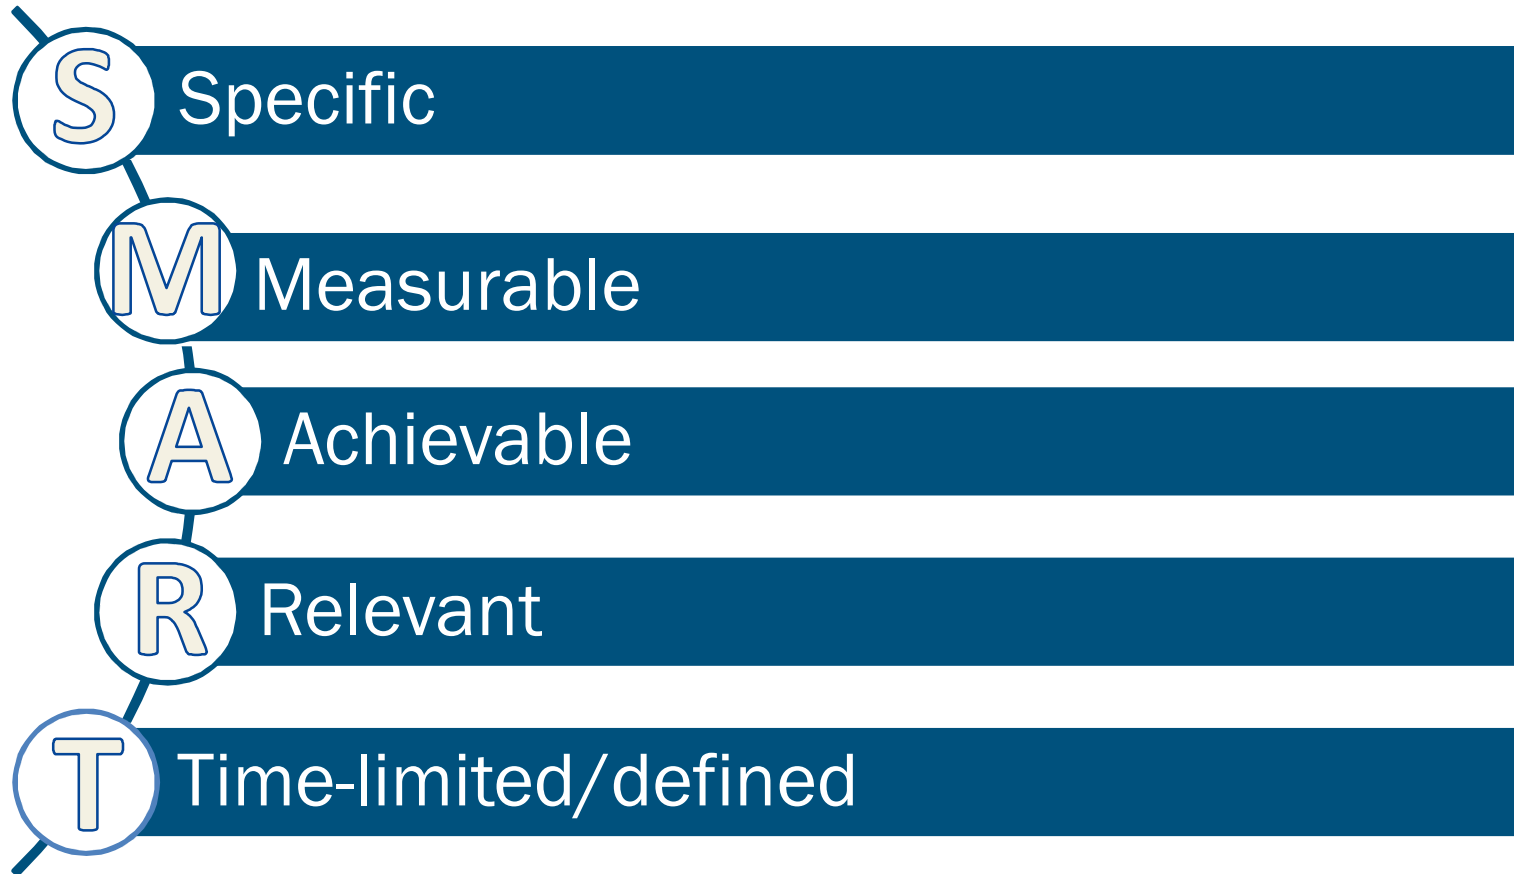 S Specific
M Measurable
A Achievable
R Relevant
T Time-limited/defined